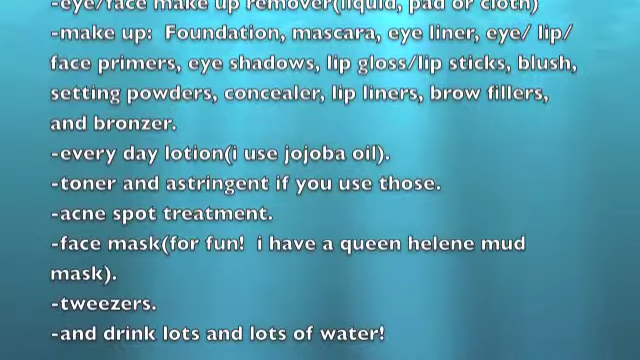 -eye/face make up remover(liquid, pad or cloth)
-make up:  Foundation, mascara, eye liner, eye/ lip/
face primers, eye shadows, lip gloss/lip sticks, blush,
setting powders, concealer, lip liners, brow fillers,
and bronzer.
-every day lotion(i use jojoba oil).
-toner and astringent if you use those.
-acne spot treatment.
-face mask(for fun!  i have a queen helene mud
mask).
-tweezers.
-and drink lots and lots of water!